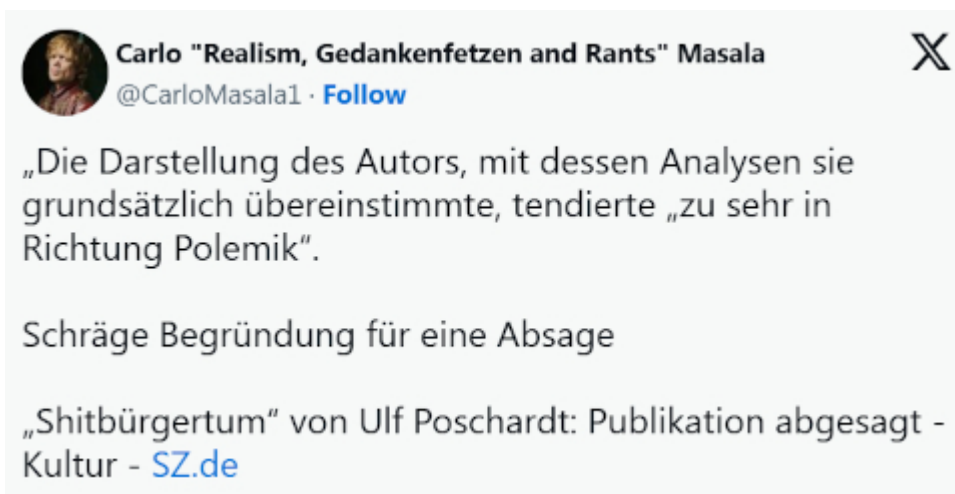 Carlo "Realism, Gedankenfetzen and Rants" Masala
@CarloMasala1 · Follow
„Die Darstellung des Autors, mit dessen Analysen sie
grundsätzlich übereinstimmte, tendierte „zu sehr in
Richtung Polemik“.
Schräge Begründung für eine Absage
„Shitbürgertum“ von Ulf Poschardt: Publikation abgesagt -
Kultur - SZ.de